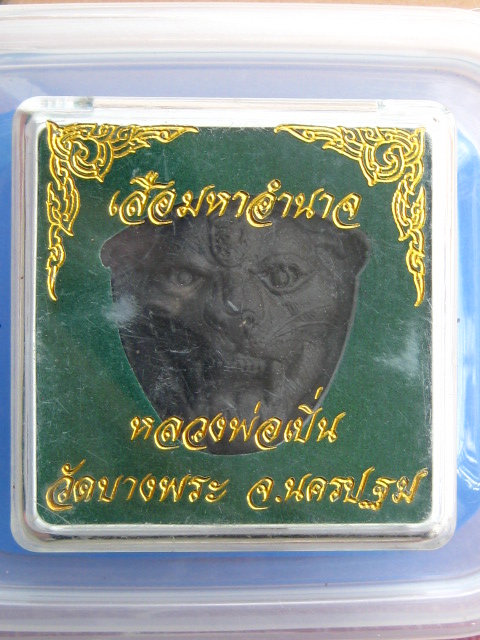 เสือมหาอำนาจ
หลวงพ่อเปิ่น
วัดบางพระ จ.นครปฐม